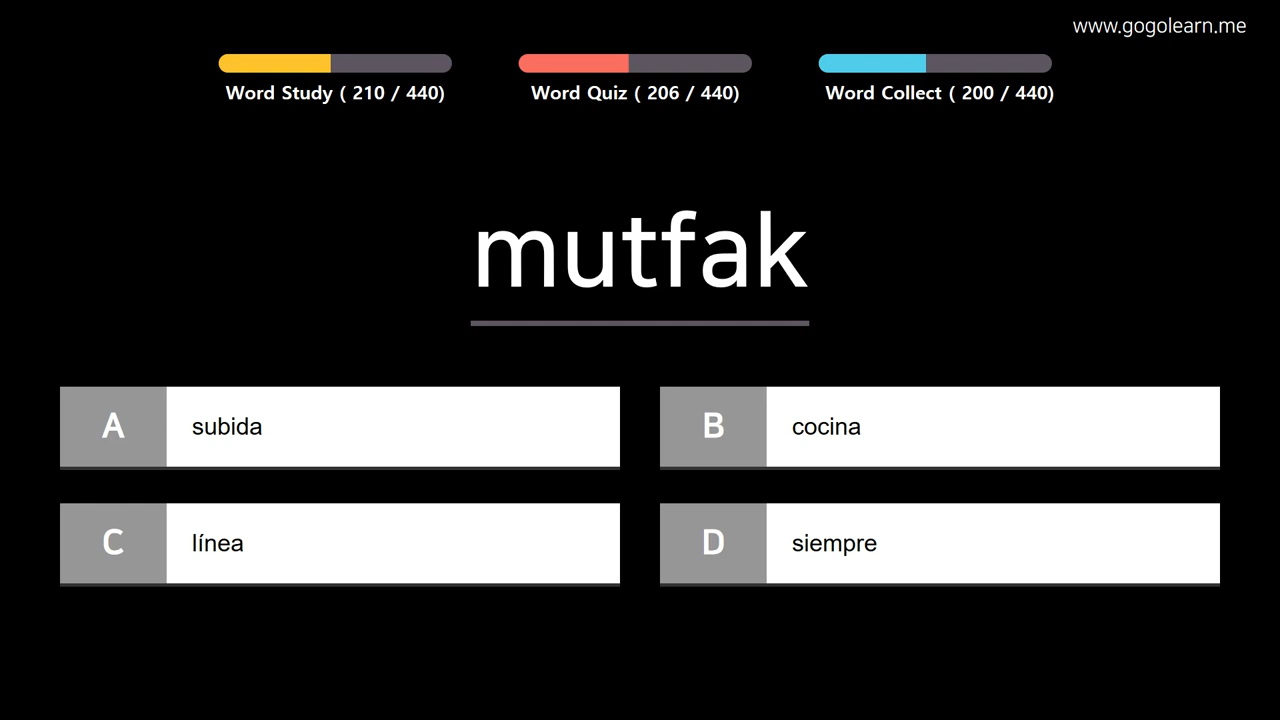 www.gogolearn.me
Word Study ( 210 / 440)
Word Quiz ( 206 / 440)
Word Collect ( 200 / 440)
mutfak
A subida
B cocina
C línea
D siempre